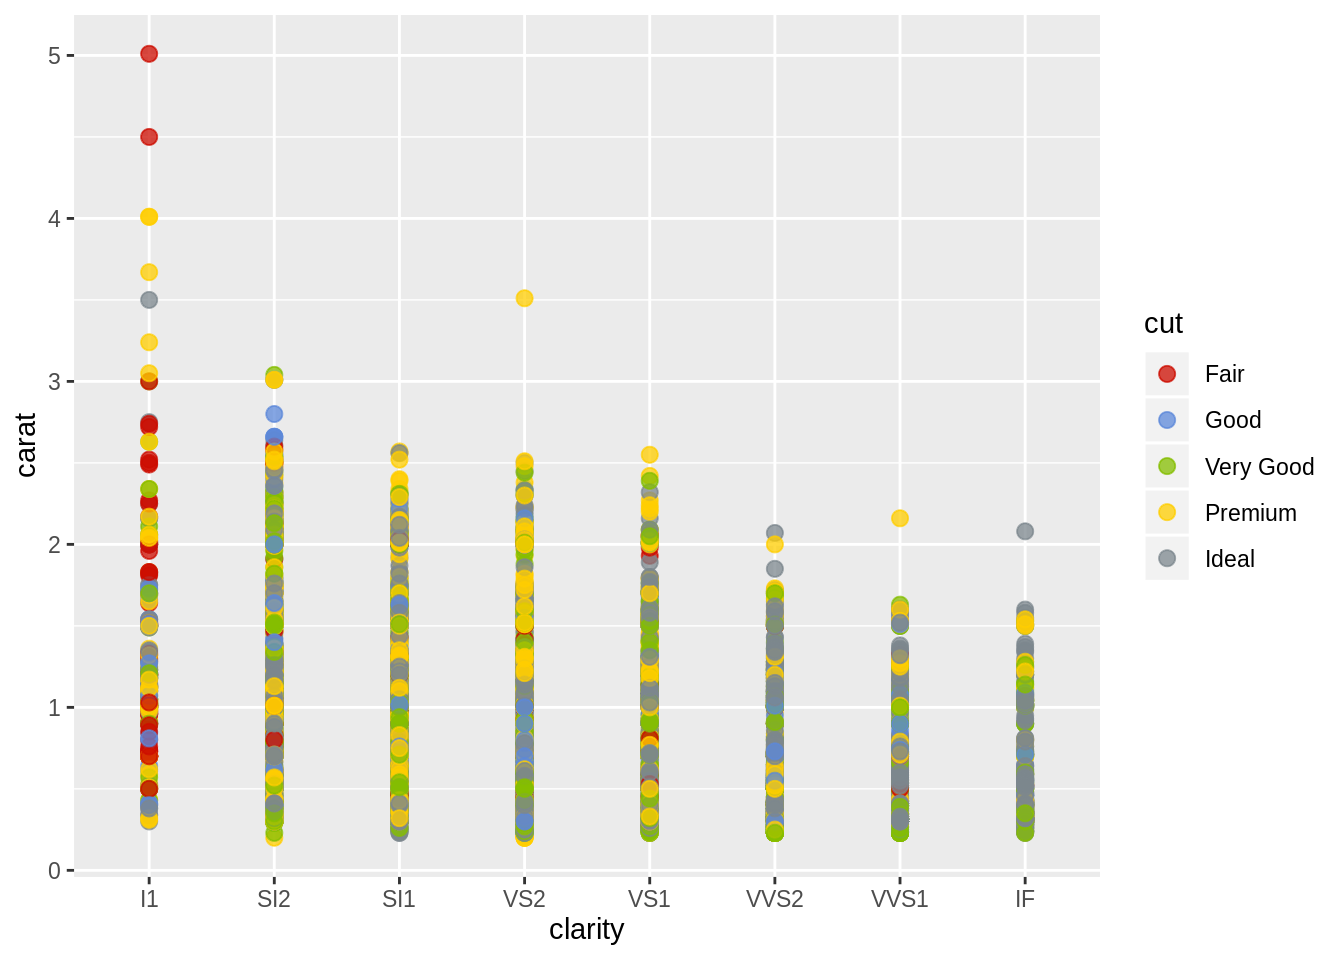 5
4
3
2
1
0
carat
I1 SI2 SI1 VS2 VS1 VVS2 VVS1 IF
clarity
cut
Fair
Good
Very Good
Premium
Ideal